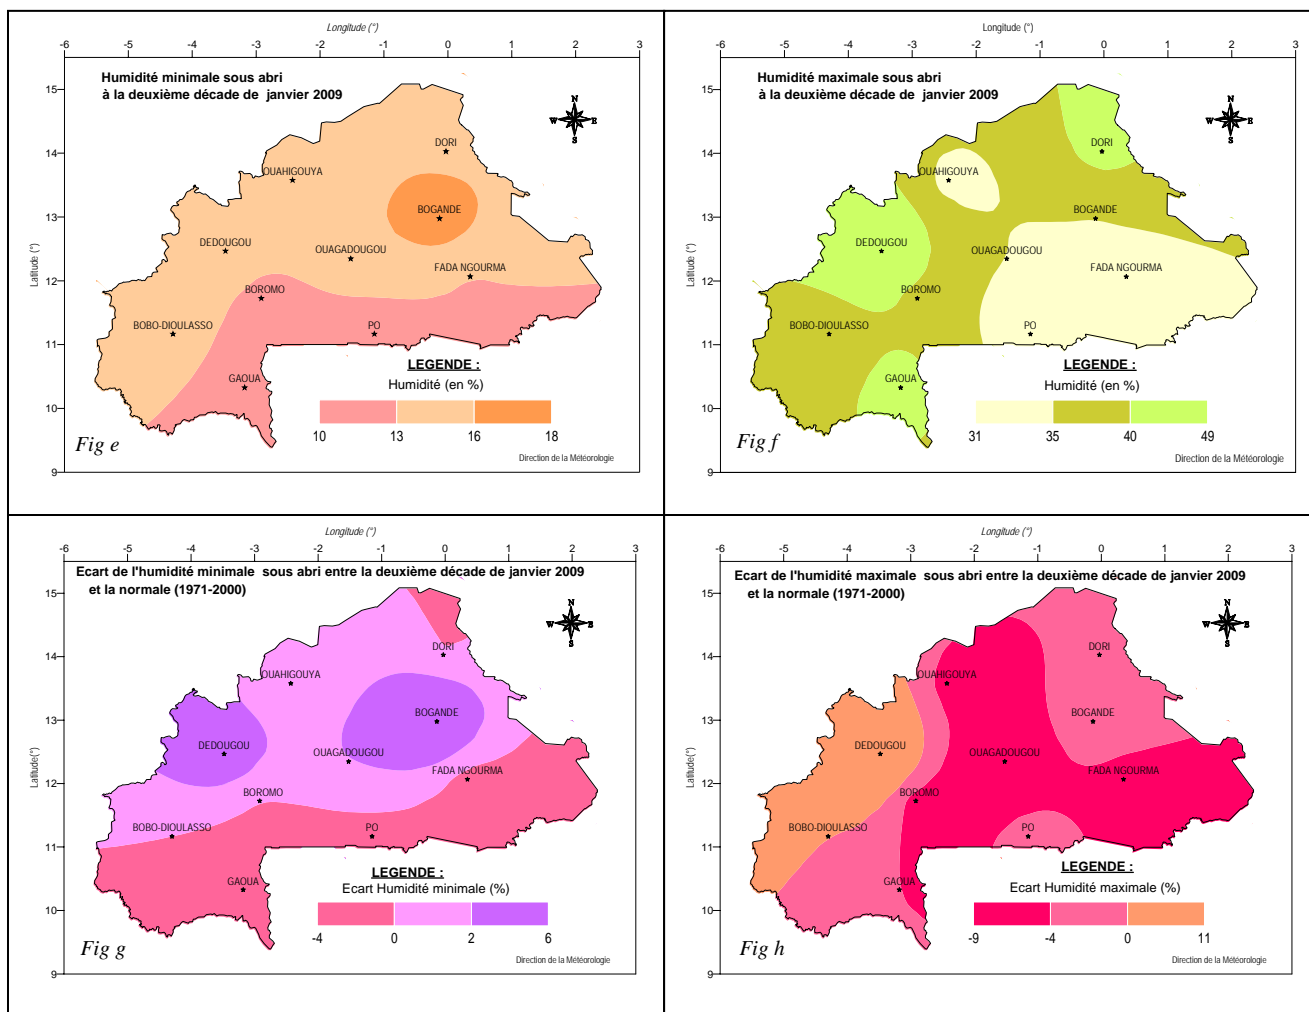 Longitude (°)
-6 -5 -4 -3 -2 -1 0 1 2 3
Humidité minimale sous abri
à la deuxième décade de janvier 2009
N
W E
S
15
14
13
12
11
10
9
Latitude (°)
DORI
OUAHIGOUYA
BOGANDE
DEDOUGOU
OUAGADOUGOU
FADA NGOURMA
BOROMO
BOBO-DIOULASSO
PO
GAOUA
LEGENDE :
Humidité (en %)
10 13 16 18
Fig e
Direction de la Météorologie
Longitude (°)
-6 -5 -4 -3 -2 -1 0 1 2 3
Humidité maximale sous abri
à la deuxième décade de janvier 2009
N
W E
S
15
14
13
12
11
10
9
Latitude (°)
DORI
OUAHIGOUYA
BOGANDE
DEDOUGOU
OUAGADOUGOU
FADA NGOURMA
BOROMO
BOBO-DIOULASSO
PO
GAOUA
LEGENDE :
Humidité (en %)
31 35 40 49
Fig f
Direction de la Météorologie
Longitude (°)
-6 -5 -4 -3 -2 -1 0 1 2 3
Ecart de l'humidité minimale sous abri entre la deuxième décade de janvier 2009
et la normale (1971-2000)
N
W E
S
15
14
13
12
11
10
9
Latitude(°)
DORI
OUAHIGOUYA
BOGANDE
DEDOUGOU
OUAGADOUGOU
FADA NGOURMA
BOROMO
BOBO-DIOULASSO
PO
GAOUA
LEGENDE :
Ecart Humidité minimale (%)
-4 0 2 6
Fig g
Direction de la Météorologie
Longitude (°)
-6 -5 -4 -3 -2 -1 0 1 2 3
Ecart de l'humidité maximale sous abri entre la deuxième décade de janvier 2009
et la normale (1971-2000)
N
W E
S
15
14
13
12
11
10
9
Latitude(°)
DORI
OUAHIGOUYA
BOGANDE
DEDOUGOU
OUAGADOUGOU
FADA NGOURMA
BOROMO
BOBO-DIOULASSO
PO
GAOUA
LEGENDE :
Ecart Humidité maximale (%)
-9 -4 0 11
Fig h
Direction de la Météorologie